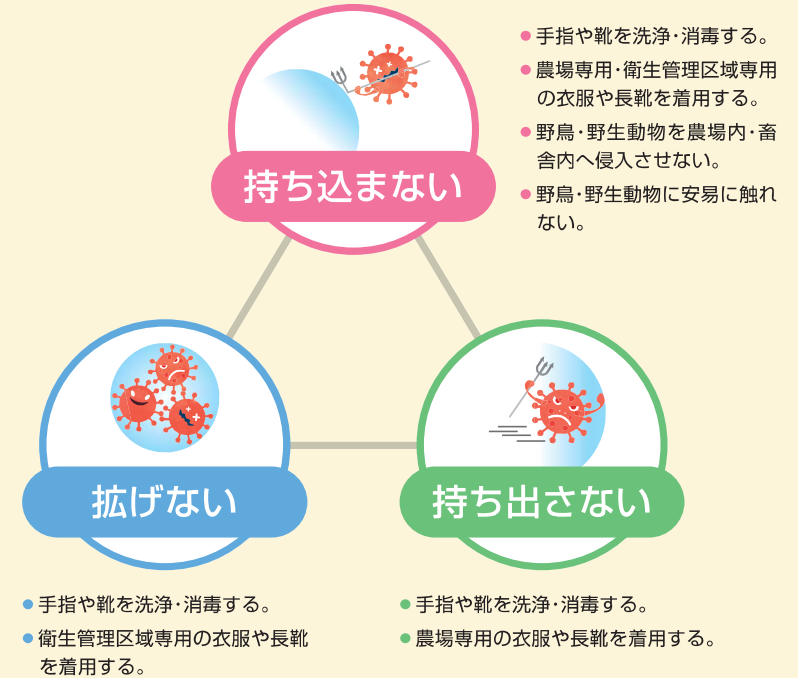 持ち込まない
● 手指や靴を洗浄・消毒する。
● 農場専用・衛生管理区域専用
の衣服や長靴を着用する。
● 野鳥・野生動物を農場内・畜
舎内へ侵入させない。
● 野鳥・野生動物に安易に触れ
ない。
拡げない
● 手指や靴を洗浄・消毒する。
● 衛生管理区域専用の衣服や長靴
を着用する。
持ち出さない
● 手指や靴を洗浄・消毒する。
● 農場専用の衣服や長靴を着用する。